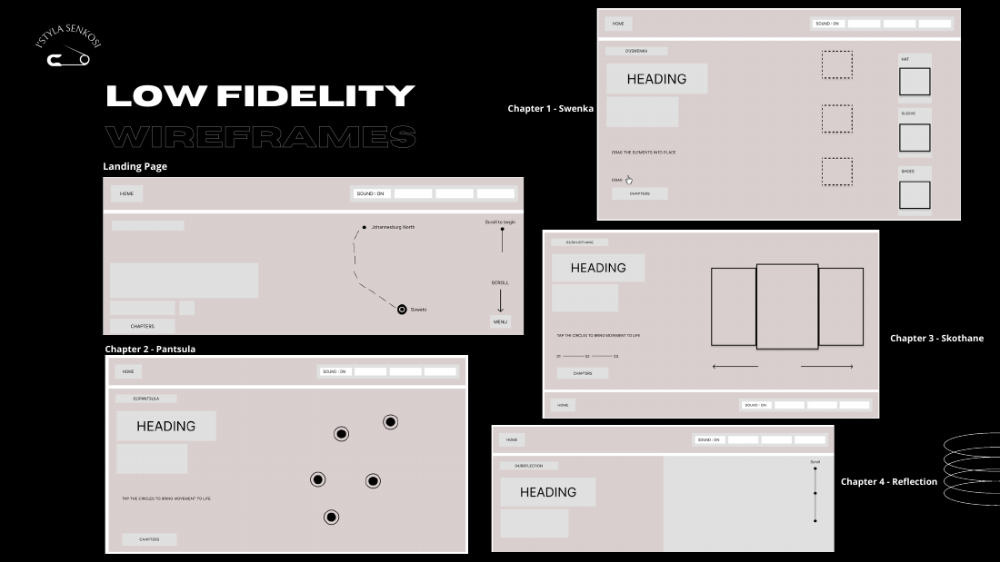 I'STYLA SENKOSI
LOW FIDELITY
WIREFRAMES
Landing Page
HOME
SOUND : ON
Johannesburg North
Soweto
Scroll to begin
SCROLL
MENU
CHAPTERS
Chapter 1 - Swenka
HOME
SOUND : ON
01/SWENKA
HEADING
DRAG THE ELEMENTS INTO PLACE
DRAG
CHAPTERS
HAT
SLEEVE
SHOES
Chapter 2 - Pantsula
HOME
SOUND : ON
02/PANTSULA
HEADING
TAP THE CIRCLES TO BRING MOVEMENT TO LIFE
CHAPTERS
Chapter 3 - Skothane
03/SKHOTHANE
HEADING
TAP THE CIRCLES TO BRING MOVEMENT TO LIFE
01 02 03
CHAPTERS
HOME
SOUND : ON
Chapter 4 - Reflection
HOME
SOUND : ON
04/REFLECTION
HEADING
Scroll